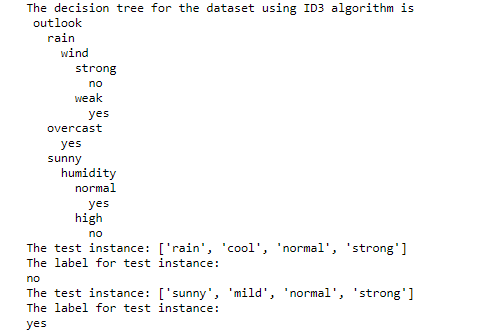 The decision tree for the dataset using ID3 algorithm is
outlook
rain
wind
strong
no
weak
yes
overcast
yes
sunny
humidity
normal
yes
high
no
The test instance: ['rain', 'cool', 'normal', 'strong']
The label for test instance:
no
The test instance: ['sunny', 'mild', 'normal', 'strong']
The label for test instance:
yes